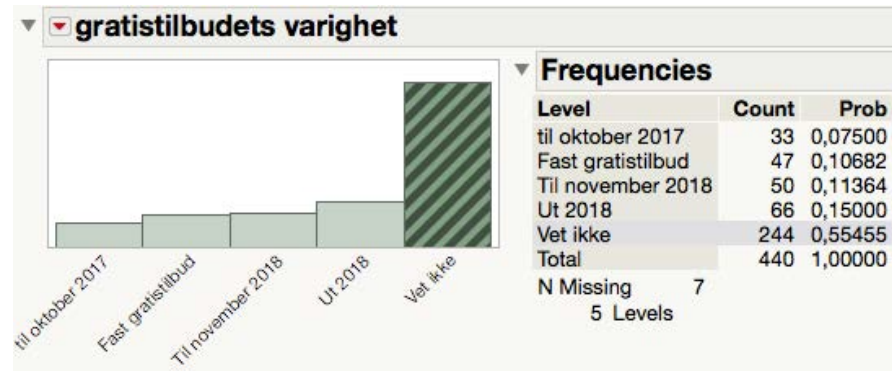 gratistilbudets varighet
til oktober 2017
Fast gratistilbud
Til november 2018
Ut 2018
Vet ikke
Frequencies
Level Count Prob
til oktober 2017 33 0,07500
Fast gratistilbud 47 0,10682
Til november 2018 50 0,11364
Ut 2018 66 0,15000
Vet ikke 244 0,55455
Total 440 1,00000
N Missing 7
5 Levels